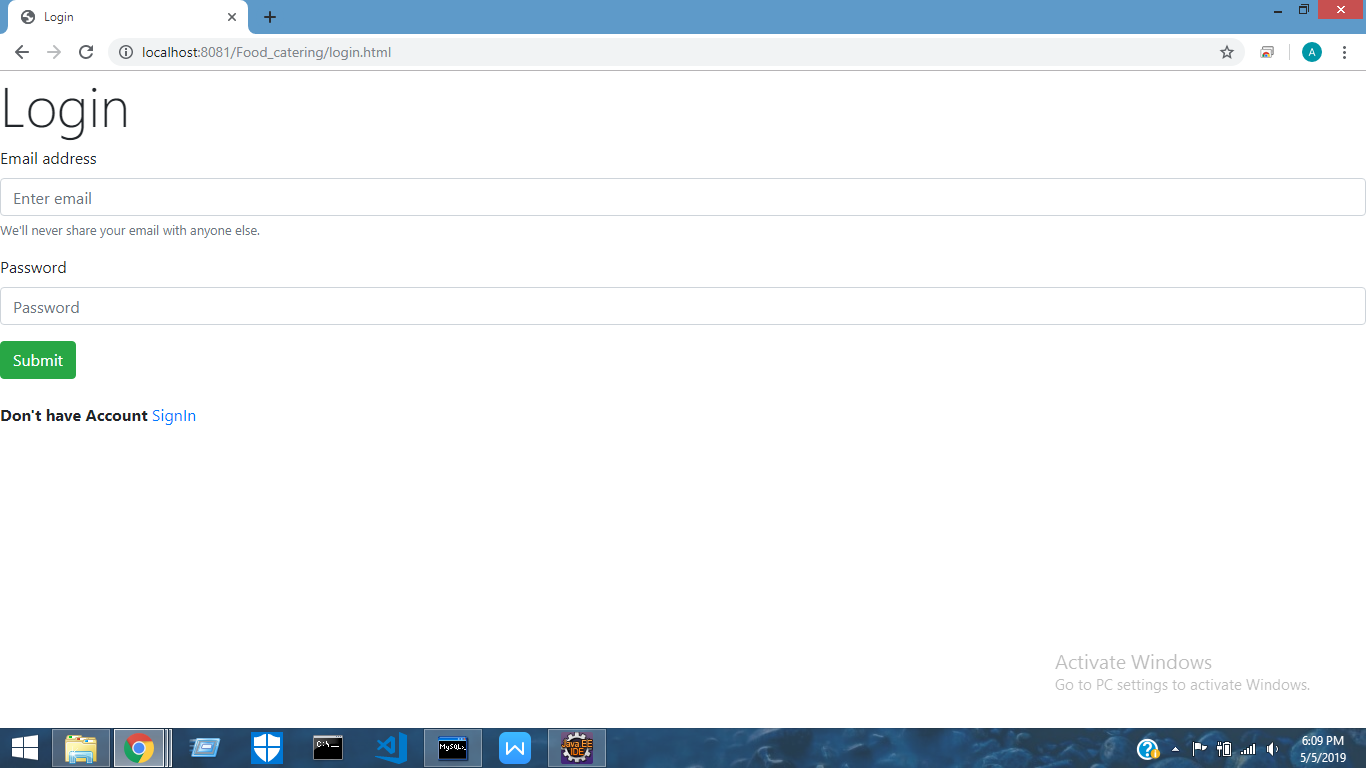 Login
localhost:8081/Food_catering/login.html
A
Login
Email address
Enter email
We'll never share your email with anyone else.
Password
Password
Submit
Don't have Account SignIn
Activate Windows
Go to PC settings to activate Windows.
C:\_
MySQL
W
Java EE
IDE
6:09 PM
5/5/2019